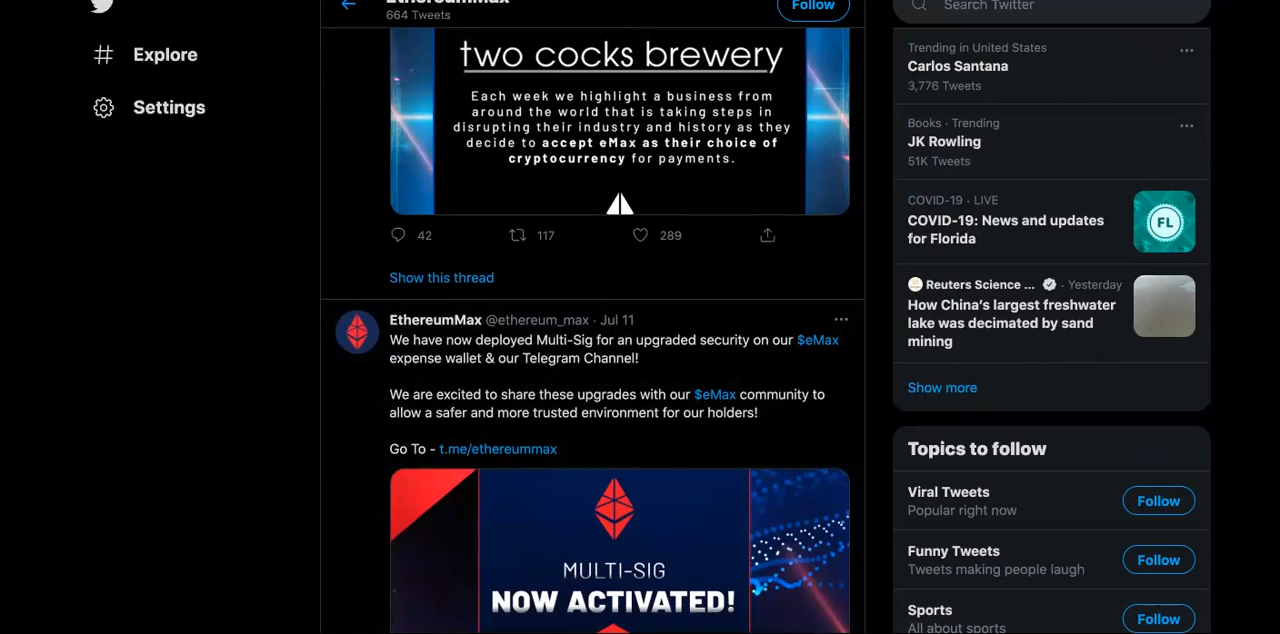 EthereumMax
664 Tweets
Follow
Search Twitter
Explore
Settings
two cocks brewery
Each week we highlight a business from
around the world that is taking steps in
disrupting their industry and history as they
decide to accept eMax as their choice of
cryptocurrency for payments.
42
117
289
Show this thread
EthereumMax @ethereum_max · Jul 11
We have now deployed Multi-Sig for an upgraded security on our $eMax
expense wallet & our Telegram Channel!
We are excited to share these upgrades with our $eMax community to
allow a safer and more trusted environment for our holders!
Go To - t.me/ethereummax
MULTI-SIG
NOW ACTIVATED!
Trending in United States
Carlos Santana
3,776 Tweets
Books · Trending
JK Rowling
51K Tweets
COVID-19 · LIVE
COVID-19: News and updates
for Florida
FL
Reuters Science ... · Yesterday
How China's largest freshwater
lake was decimated by sand
mining
Show more
Topics to follow
Viral Tweets
Popular right now
Follow
Funny Tweets
Tweets making people laugh
Follow
Sports
All about sports
Follow